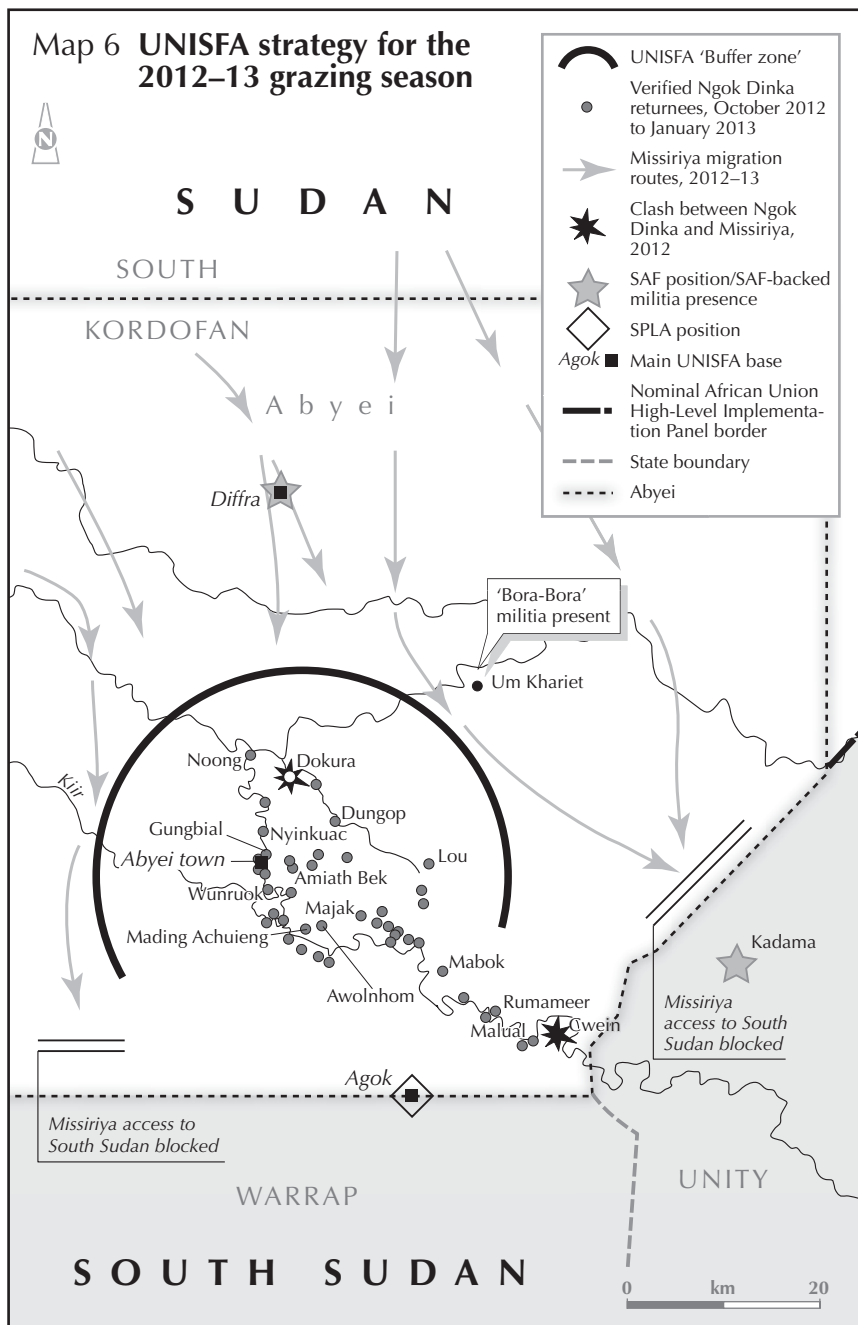 Map 6 UNISFA strategy for the
2012–13 grazing season
UNISFA ‘Buffer zone’
Verified Ngok Dinka
returnees, October 2012
to January 2013
Missiriya migration
routes, 2012–13
Clash between Ngok
Dinka and Missiriya,
2012
SAF position/SAF-backed
militia presence
SPLA position
Agok Main UNISFA base
Nominal African Union
High-Level Implementa-
tion Panel border
State boundary
Abyei
N
SUDAN
SOUTH
KORDOFAN
Abyei
Diffra
‘Bora-Bora’
militia present
Um Khariet
Noong
Dokura
Kiir
Dungop
Gungbial
Nyinkuac
Abyei town
Lou
Amiath Bek
Wunruok
Majak
Mading Achuieng
Kadama
Mabok
Awolnhom
Rumameer
Missiriya
access to South
Sudan blocked
Malual
Cwein
Agok
Missiriya access to
South Sudan blocked
UNITY
WARRAP
SOUTH SUDAN
0 km 20